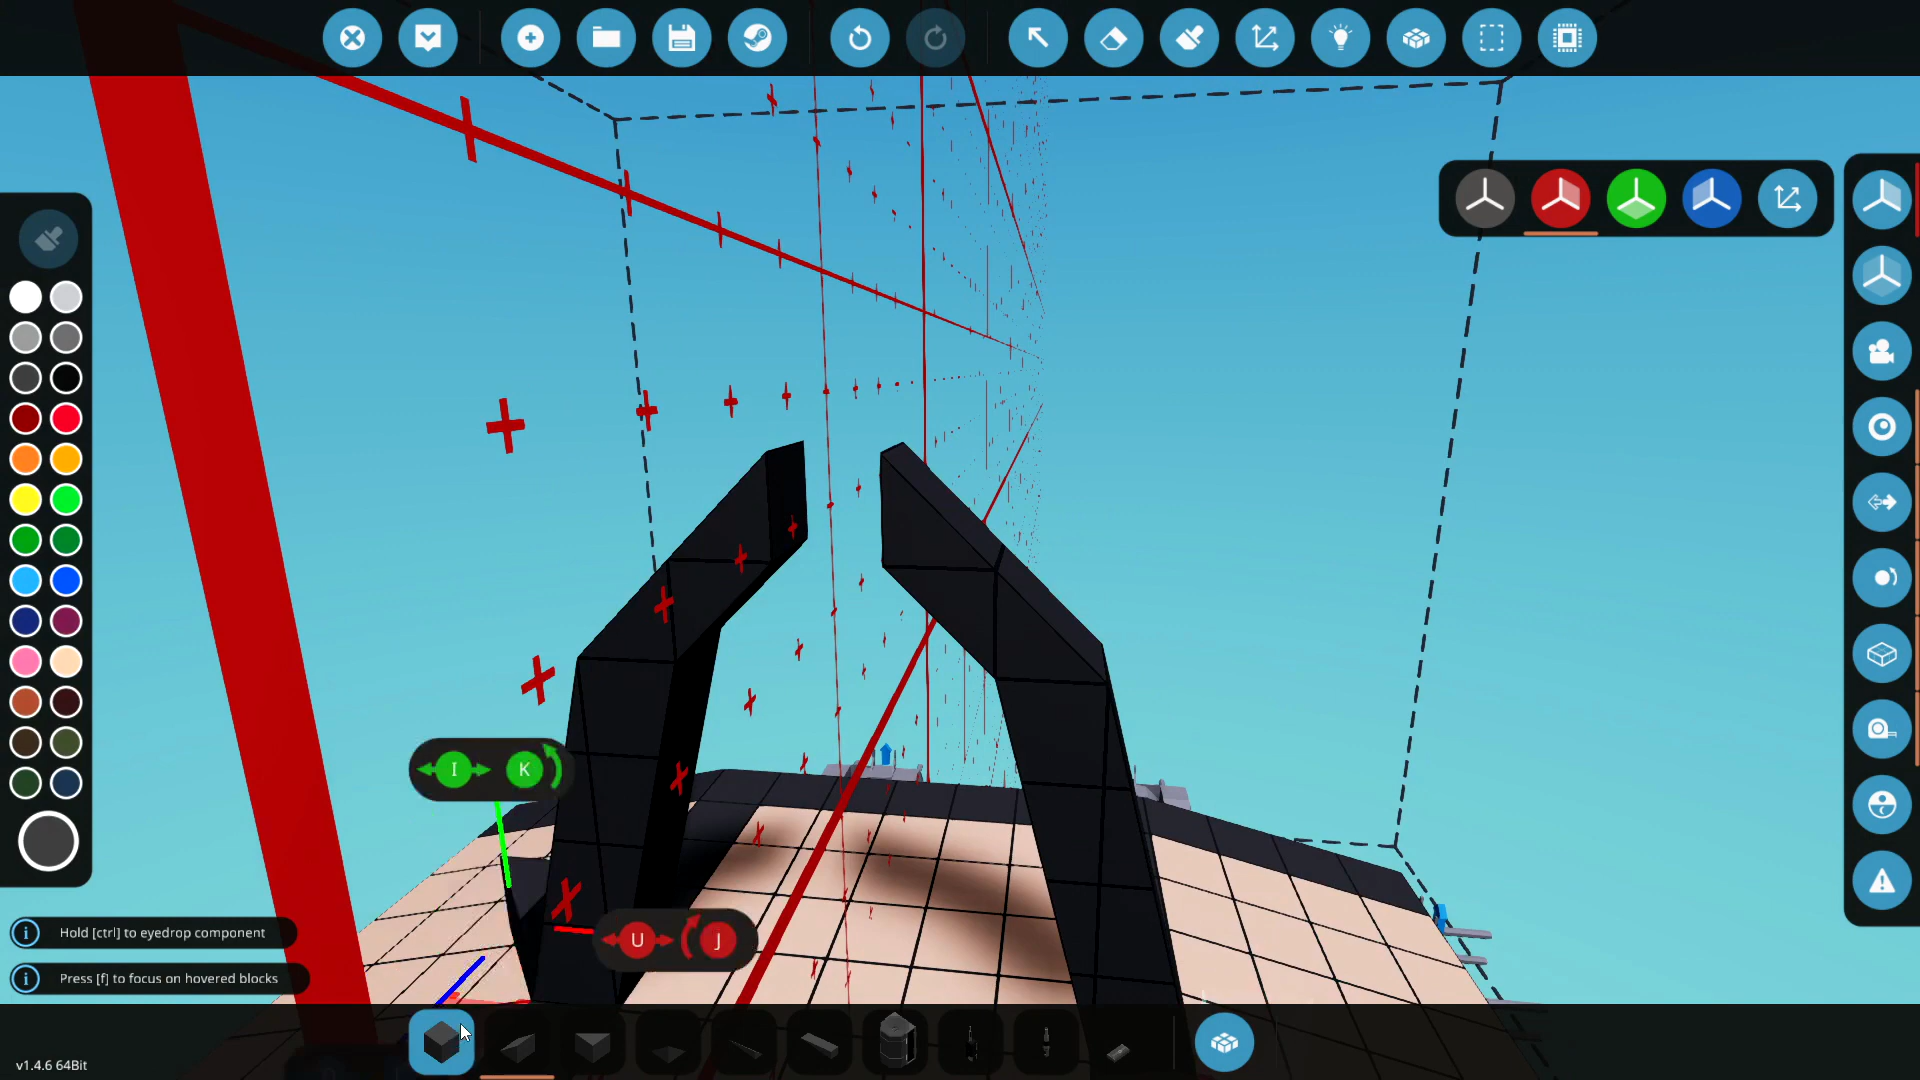 I K
U J
Hold [ctrl] to eyedrop component
Press [f] to focus on hovered blocks
v1.4.6 64Bit